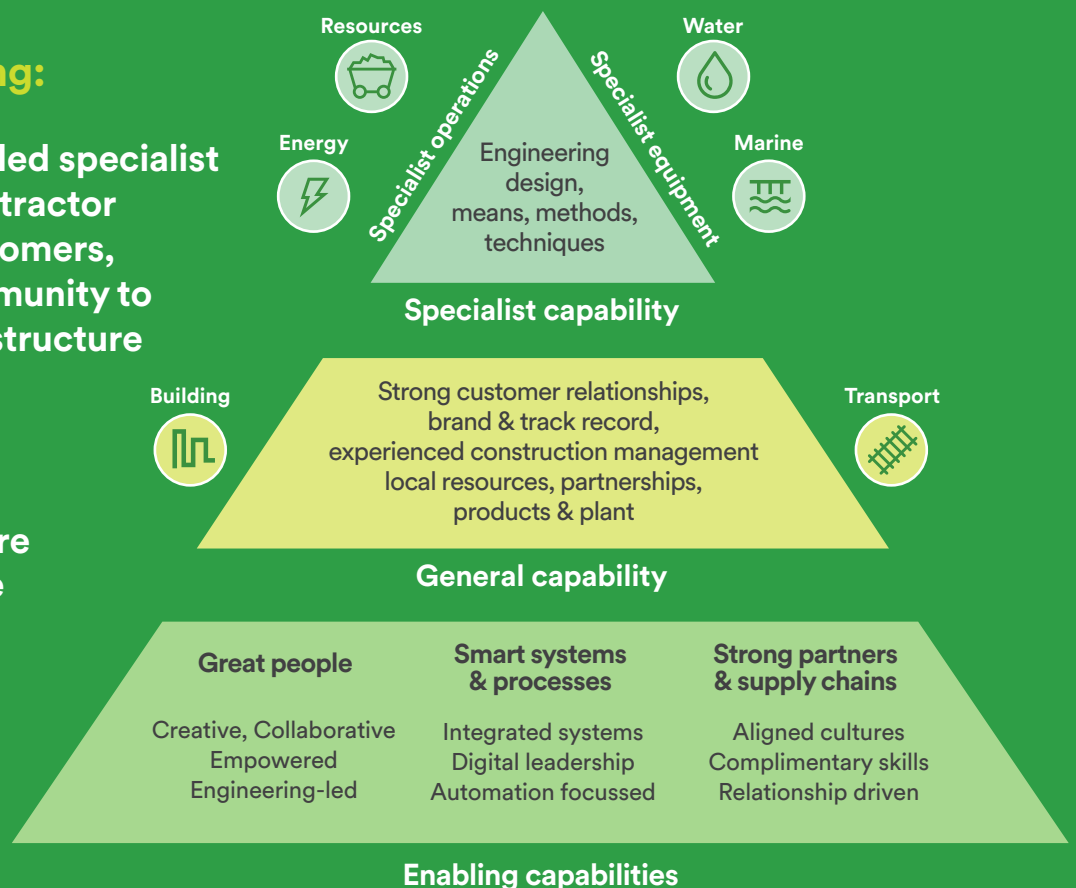 ng:
led specialist
tractor
omers,
munity to
structure
re
e
Resources
Energy
Specialist operations
Specialist equipment
Water
Marine
Engineering
design,
means, methods,
techniques
Specialist capability
Building
Strong customer relationships,
brand & track record,
experienced construction management
local resources, partnerships,
products & plant
Transport
General capability
Great people
Creative, Collaborative
Empowered
Engineering-led
Smart systems
& processes
Integrated systems
Digital leadership
Automation focussed
Strong partners
& supply chains
Aligned cultures
Complimentary skills
Relationship driven
Enabling capabilities